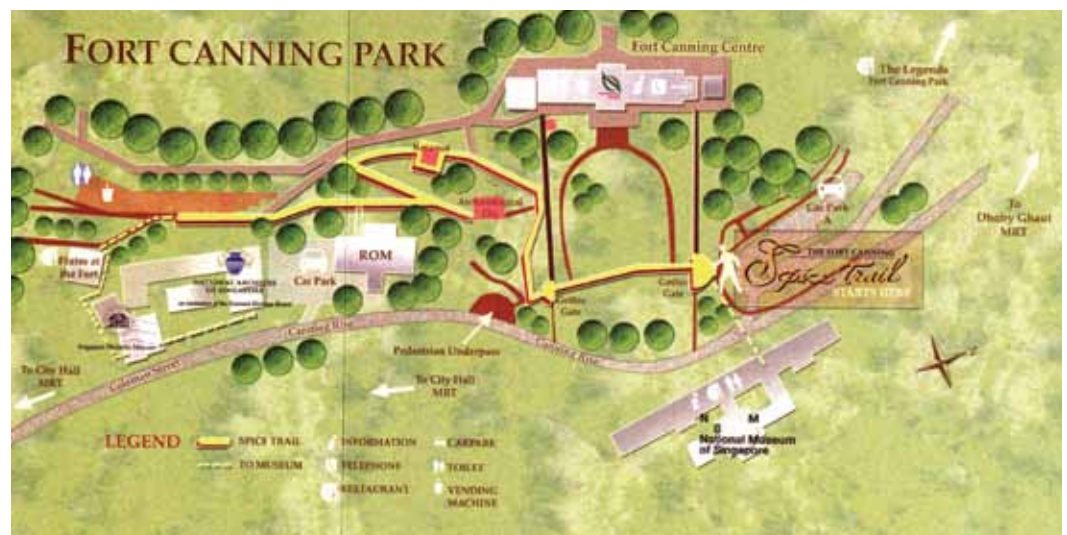 FORT CANNING PARK
Fort Canning Centre
The Legends
Fort Canning Park
To
Dhoby Ghaut
MRT
Car Park
A
THE FORT CANNING
Spice Trail
STARTS HERE
Archaeological
ROM
Car Park
Flutes at
the Fort
NATIONAL ARCHIVES
OF SINGAPORE
Gothic
Gate
Gothic
Gate
Canning Rise
Canning Rise
Coleman Street
Pedestrian Underpass
To City Hall
MRT
To City Hall
MRT
N M
S
National Museum
of Singapore
LEGEND
SPICE TRAIL
TO MUSEUM
INFORMATION
TELEPHONE
RESTAURANT
CARPARK
TOILET
VENDING
MACHINE